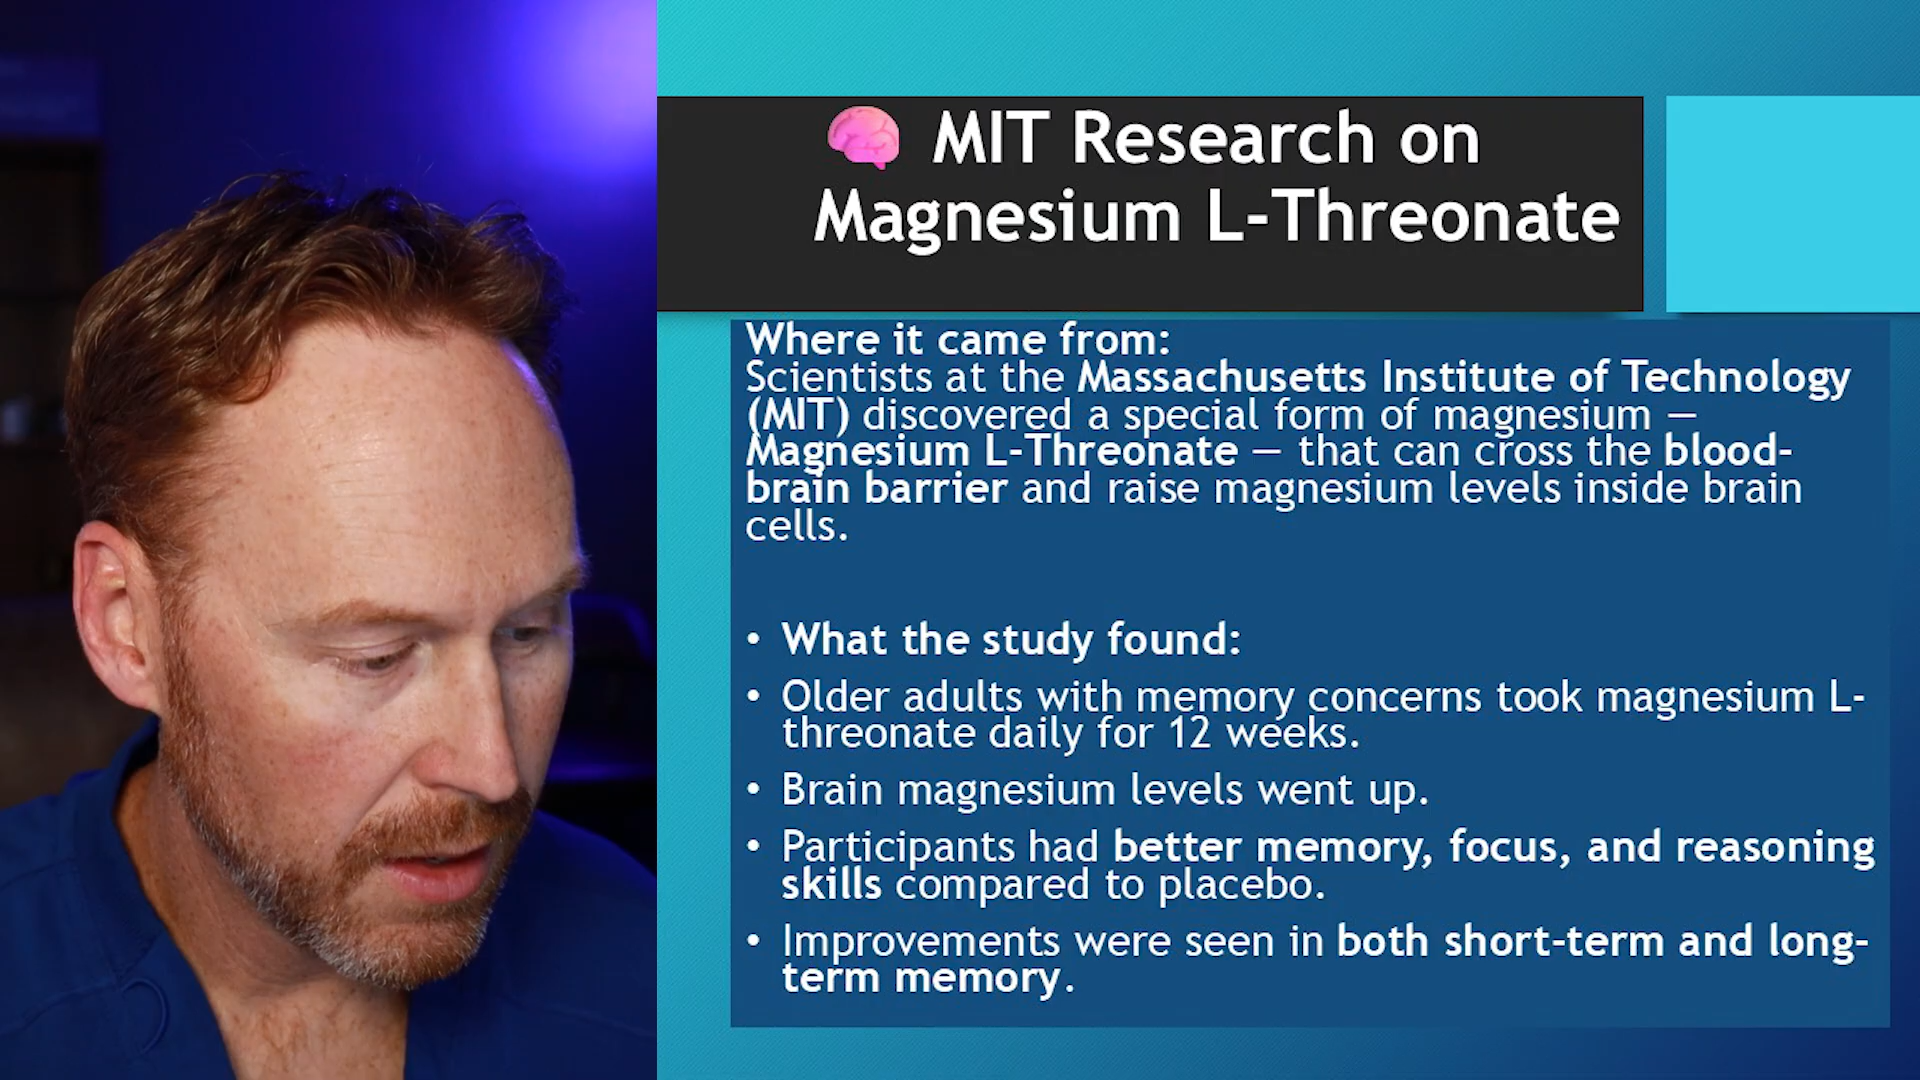 🧠 MIT Research on
Magnesium L-Threonate
Where it came from:
Scientists at the Massachusetts Institute of Technology
(MIT) discovered a special form of magnesium —
Magnesium L-Threonate — that can cross the blood-
brain barrier and raise magnesium levels inside brain
cells.
• What the study found:
• Older adults with memory concerns took magnesium L-
threonate daily for 12 weeks.
• Brain magnesium levels went up.
• Participants had better memory, focus, and reasoning
skills compared to placebo.
• Improvements were seen in both short-term and long-
term memory.